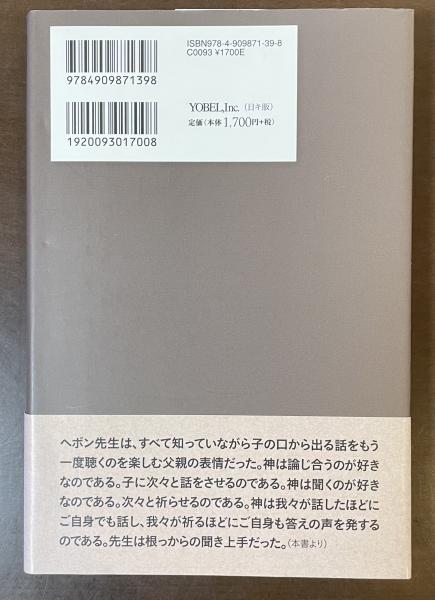 ISBN978-4-909871-39-8
C0093 ¥1700E
9784909871398
YOBEL,Inc.（日キ版）
定価（本体1,700円+税）
1920093017008
ヘボン先生は、すべて知っていながら子の口から出る話をもう
一度聴くのを楽しむ父親の表情だった。神は論じ合うのが好き
なのである。子に次々と話をさせるのである。神は聞くのが好き
なのである。次々と祈らせるのである。神は我々が話したほどに
ご自身でも話し、我々が祈るほどにご自身も答えの声を発する
のである。先生は根っからの聞き上手だった。（本書より）